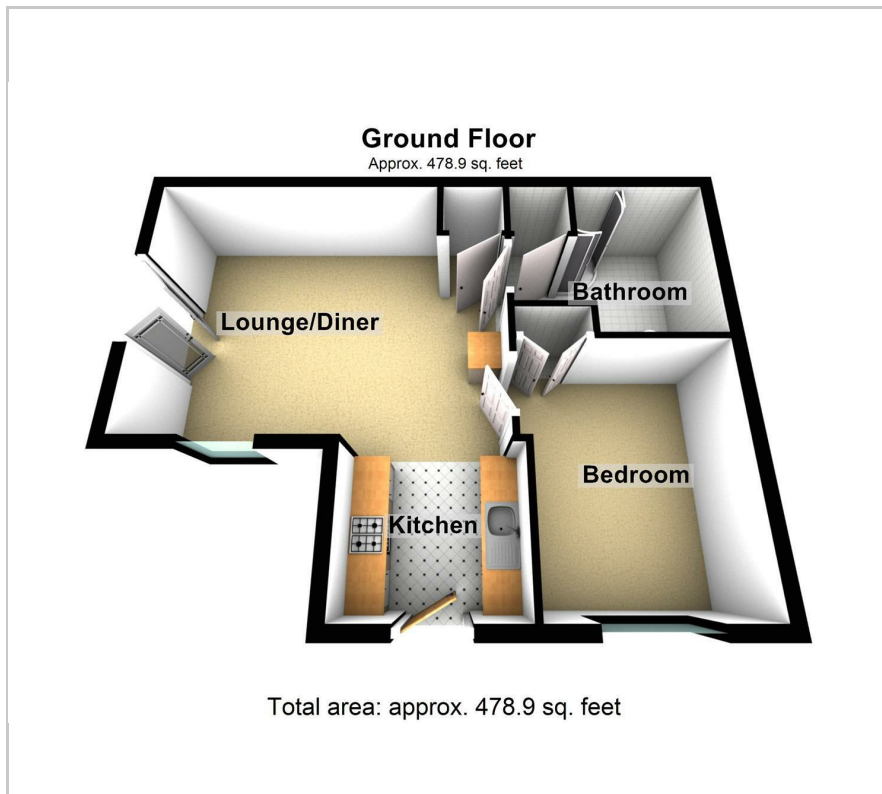 Ground Floor
Approx. 478.9 sq. feet
Lounge/Diner
Bathroom
Bedroom
Kitchen
Total area: approx. 478.9 sq. feet